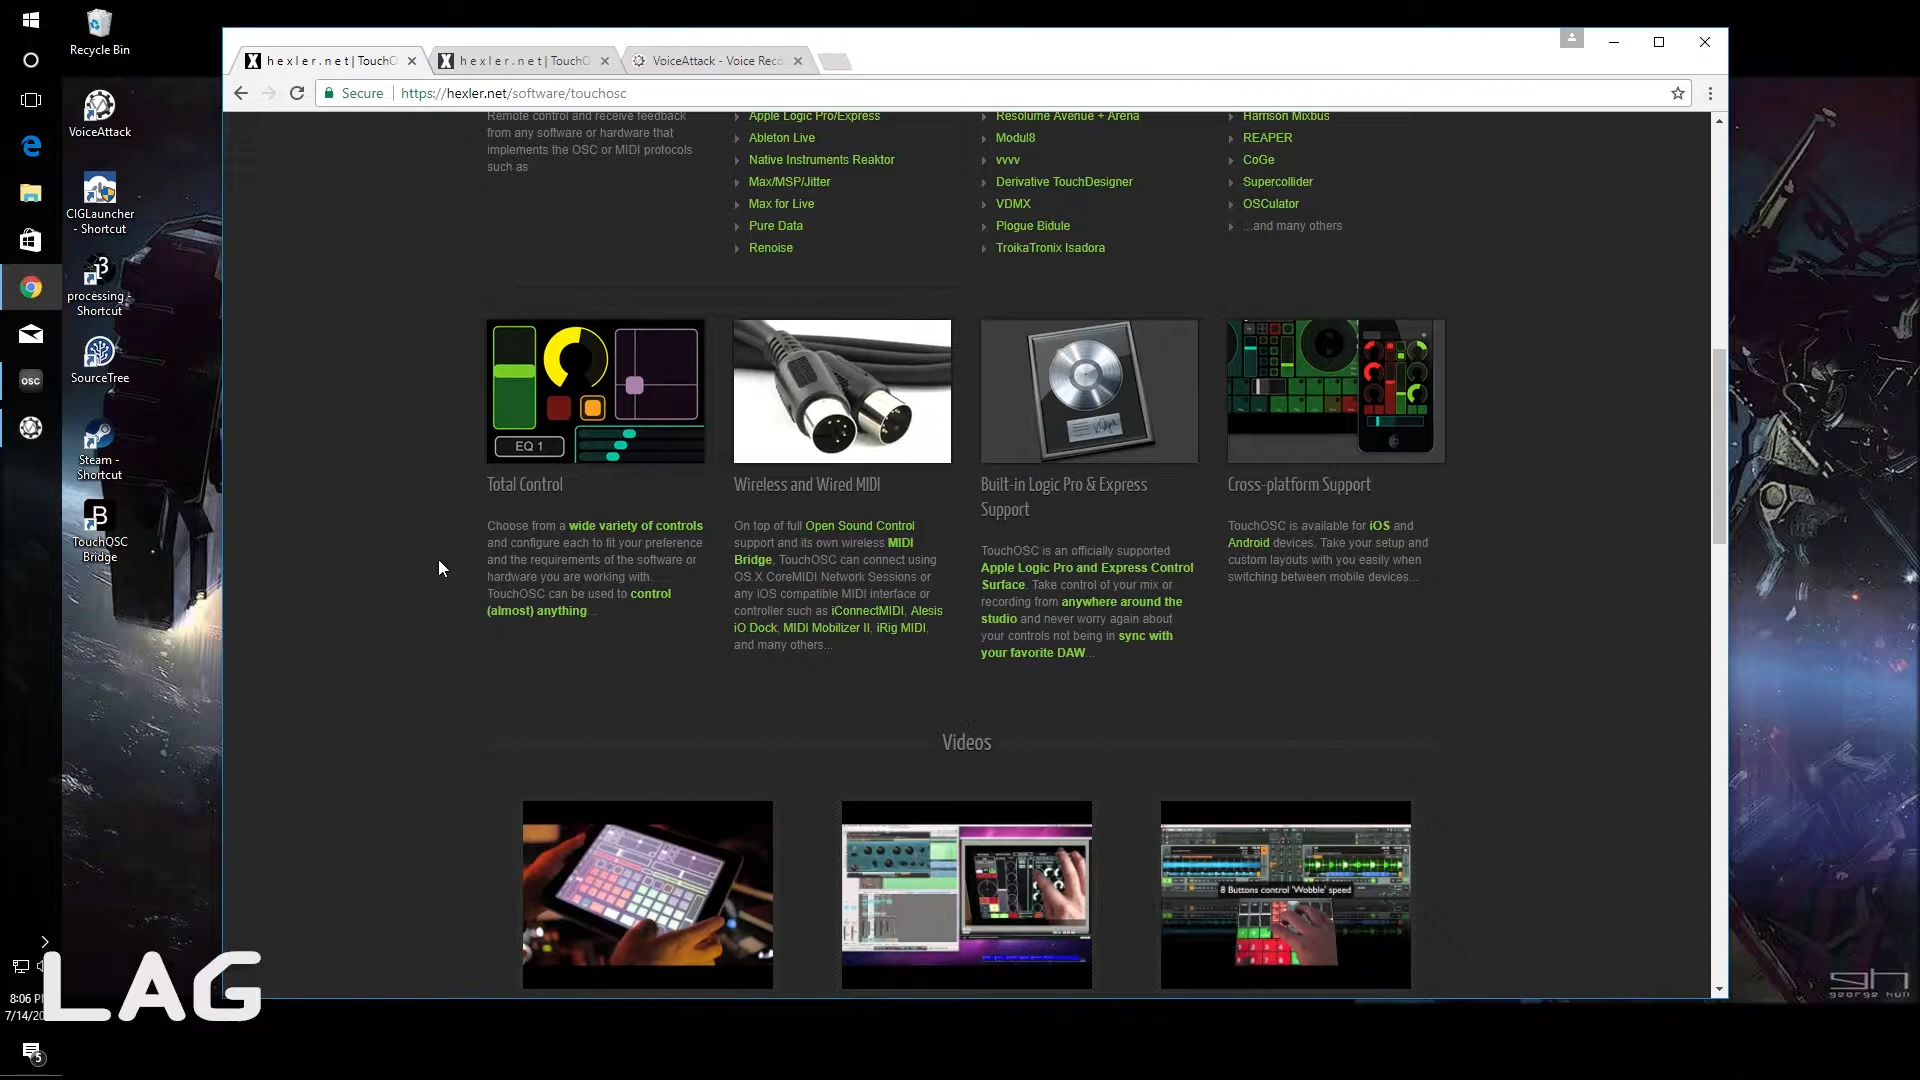 Recycle Bin
VoiceAttack
CIGLauncher
- Shortcut
processing -
Shortcut
SourceTree
Steam -
Shortcut
TouchOSC
Bridge
osc
hexler.net | TouchO
hexler.net | TouchO
VoiceAttack - Voice Reco
Secure
https://hexler.net/software/touchosc
Remote control and receive feedback
from any software or hardware that
implements the OSC or MIDI protocols
such as
Apple Logic Pro/Express
Ableton Live
Native Instruments Reaktor
Max/MSP/Jitter
Max for Live
Pure Data
Renoise
Resolume Avenue + Arena
Modul8
vvvv
Derivative TouchDesigner
VDMX
Plogue Bidule
TroikaTronix Isadora
Harrison Mixbus
REAPER
CoGe
Supercollider
OSCulator
...and many others
EQ 1
Total Control
Choose from a wide variety of controls
and configure each to fit your preference
and the requirements of the software or
hardware you are working with.
TouchOSC can be used to control
(almost) anything...
Wireless and Wired MIDI
On top of full Open Sound Control
support and its own wireless MIDI
Bridge, TouchOSC can connect using
OS X CoreMIDI Network Sessions or
any iOS compatible MIDI interface or
controller such as iConnectMIDI, Alesis
iO Dock, MIDI Mobilizer II, iRig MIDI,
and many others...
Built-in Logic Pro & Express
Support
TouchOSC is an officially supported
Apple Logic Pro and Express Control
Surface. Take control of your mix or
recording from anywhere around the
studio and never worry again about
your controls not being in sync with
your favorite DAW...
Cross-platform Support
TouchOSC is available for iOS and
Android devices. Take your setup and
custom layouts with you easily when
switching between mobile devices...
Videos
8 Buttons control 'Wobble' speed
LAG
8:06 P
7/14/20
5
george hull